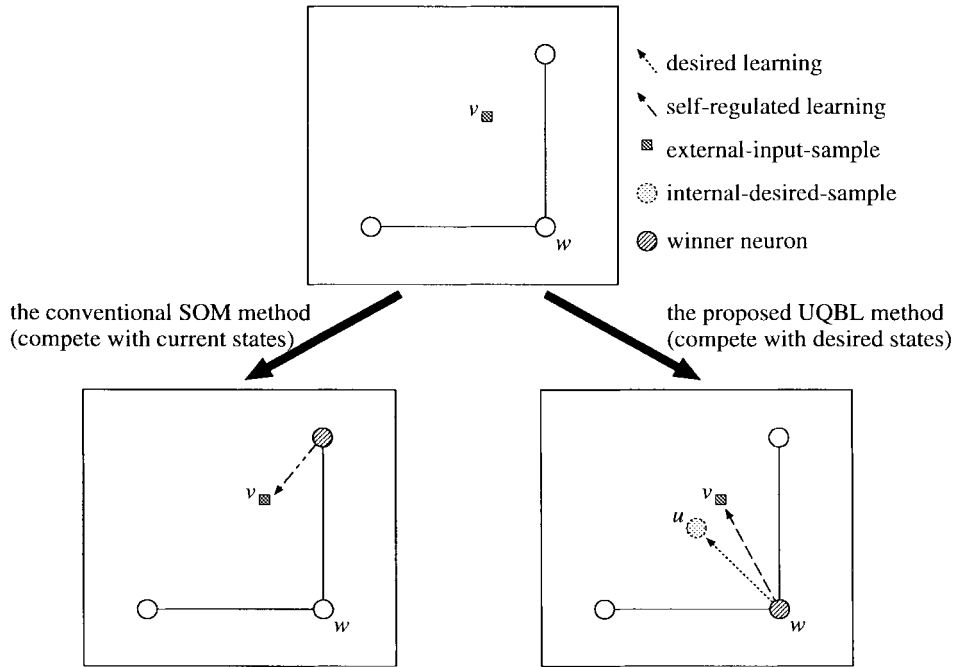 v
w
desired learning
self-regulated learning
external-input-sample
internal-desired-sample
winner neuron
the conventional SOM method
(compete with current states)
the proposed UQBL method
(compete with desired states)
v
w
v
u
w